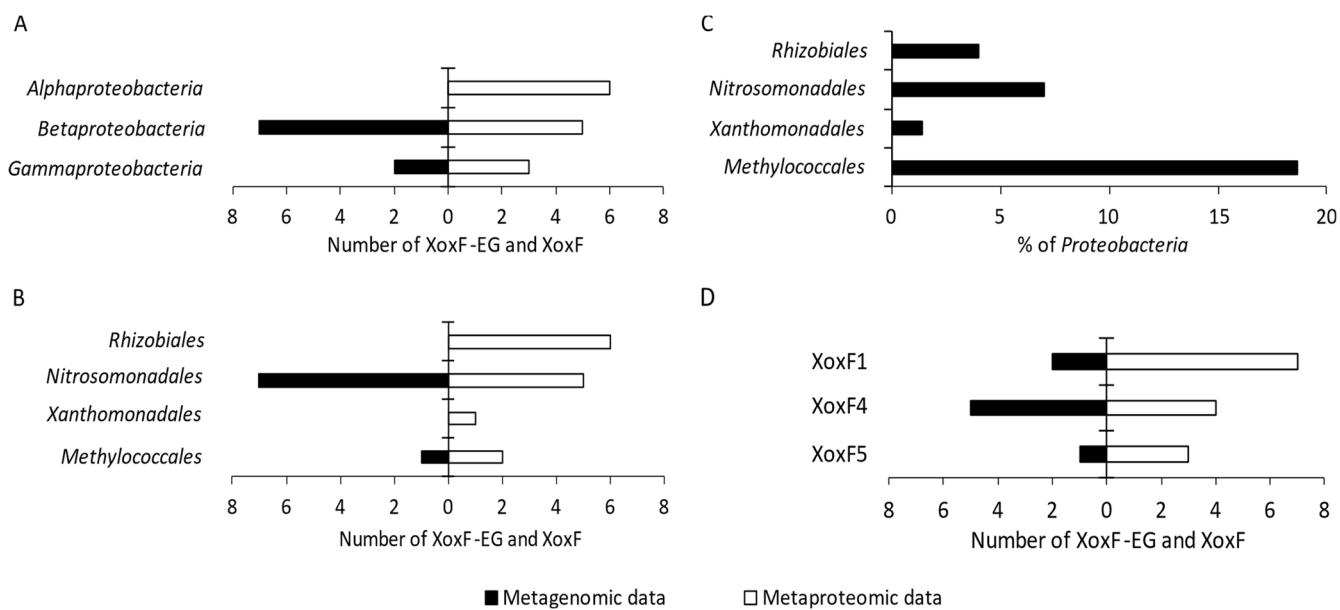 A
Alphaproteobacteria
Betaproteobacteria
Gammaproteobacteria
8 6 4 2 0 2 4 6 8
Number of XoxF-EG and XoxF
B
Rhizobiales
Nitrosomonadales
Xanthomonadales
Methylococcales
8 6 4 2 0 2 4 6 8
Number of XoxF-EG and XoxF
C
Rhizobiales
Nitrosomonadales
Xanthomonadales
Methylococcales
0 5 10 15 20
% of Proteobacteria
D
XoxF1
XoxF4
XoxF5
8 6 4 2 0 2 4 6 8
Number of XoxF-EG and XoxF
Metagenomic data Metaproteomic data